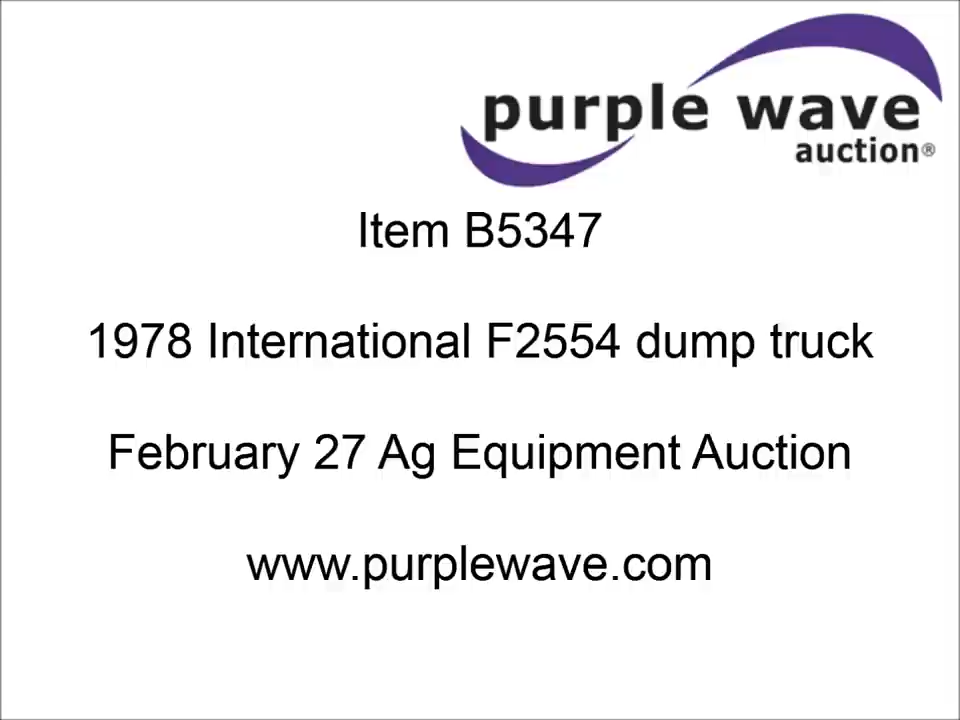 purple wave
auction®
Item B5347
1978 International F2554 dump truck
February 27 Ag Equipment Auction
www.purplewave.com